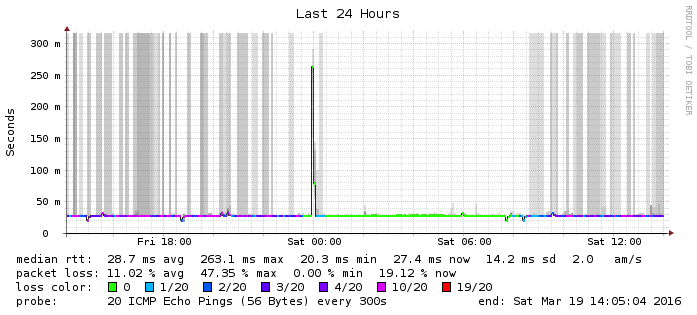 Last 24 Hours
RRDTOOL / TOBI OETIKER
Seconds
300 m
250 m
200 m
150 m
100 m
50 m
0
Fri 18:00 Sat 00:00 Sat 06:00 Sat 12:00
median rtt: 28.7 ms avg 263.1 ms max 20.3 ms min 27.4 ms now 14.2 ms sd 2.0 am/s
packet loss: 11.02 % avg 47.35 % max 0.00 % min 19.12 % now
loss color: 0 1/20 2/20 3/20 4/20 10/20 19/20
probe: 20 ICMP Echo Pings (56 Bytes) every 300s end: Sat Mar 19 14:05:04 2016